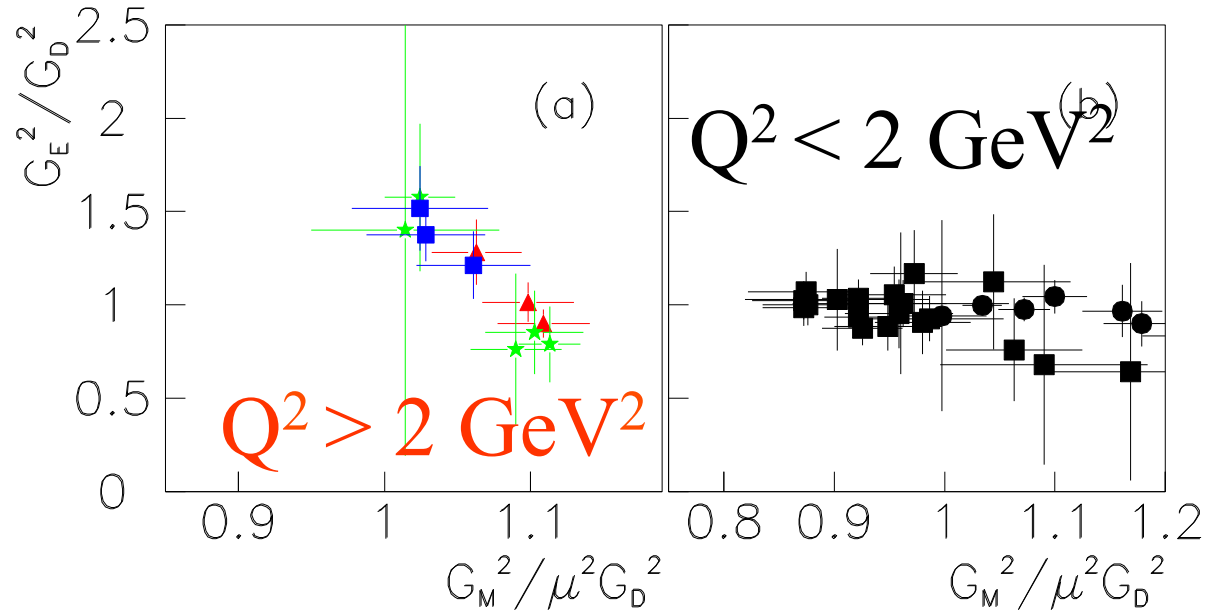 G_E^2/G_D^2
2.5
2
1.5
1
0.5
0
(a)
Q^2 > 2 GeV^2
0.9 1 1.1
G_M^2/μ^2G_D^2
(b)
Q^2 < 2 GeV^2
0.8 0.9 1 1.1 1.2
G_M^2/μ^2G_D^2